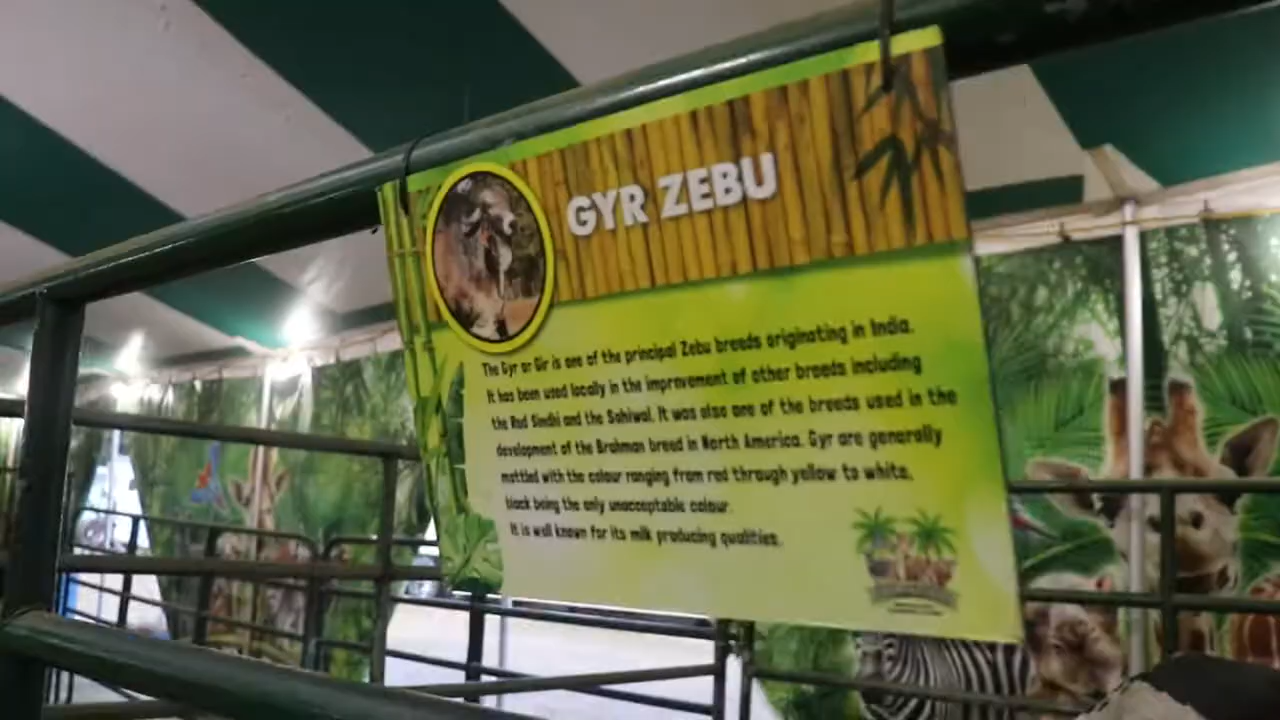 GYR ZEBU
The Gyr or Gir is one of the principal Zebu breeds originating in India.
It has been used locally in the improvement of other breeds including
the Red Sindhi and the Sahiwal. It was also one of the breeds used in the
development of the Brahman breed in North America. Gyr are generally
mottled with the colour ranging from red through yellow to white,
black being the only unacceptable colour.
It is well known for its milk producing qualities.